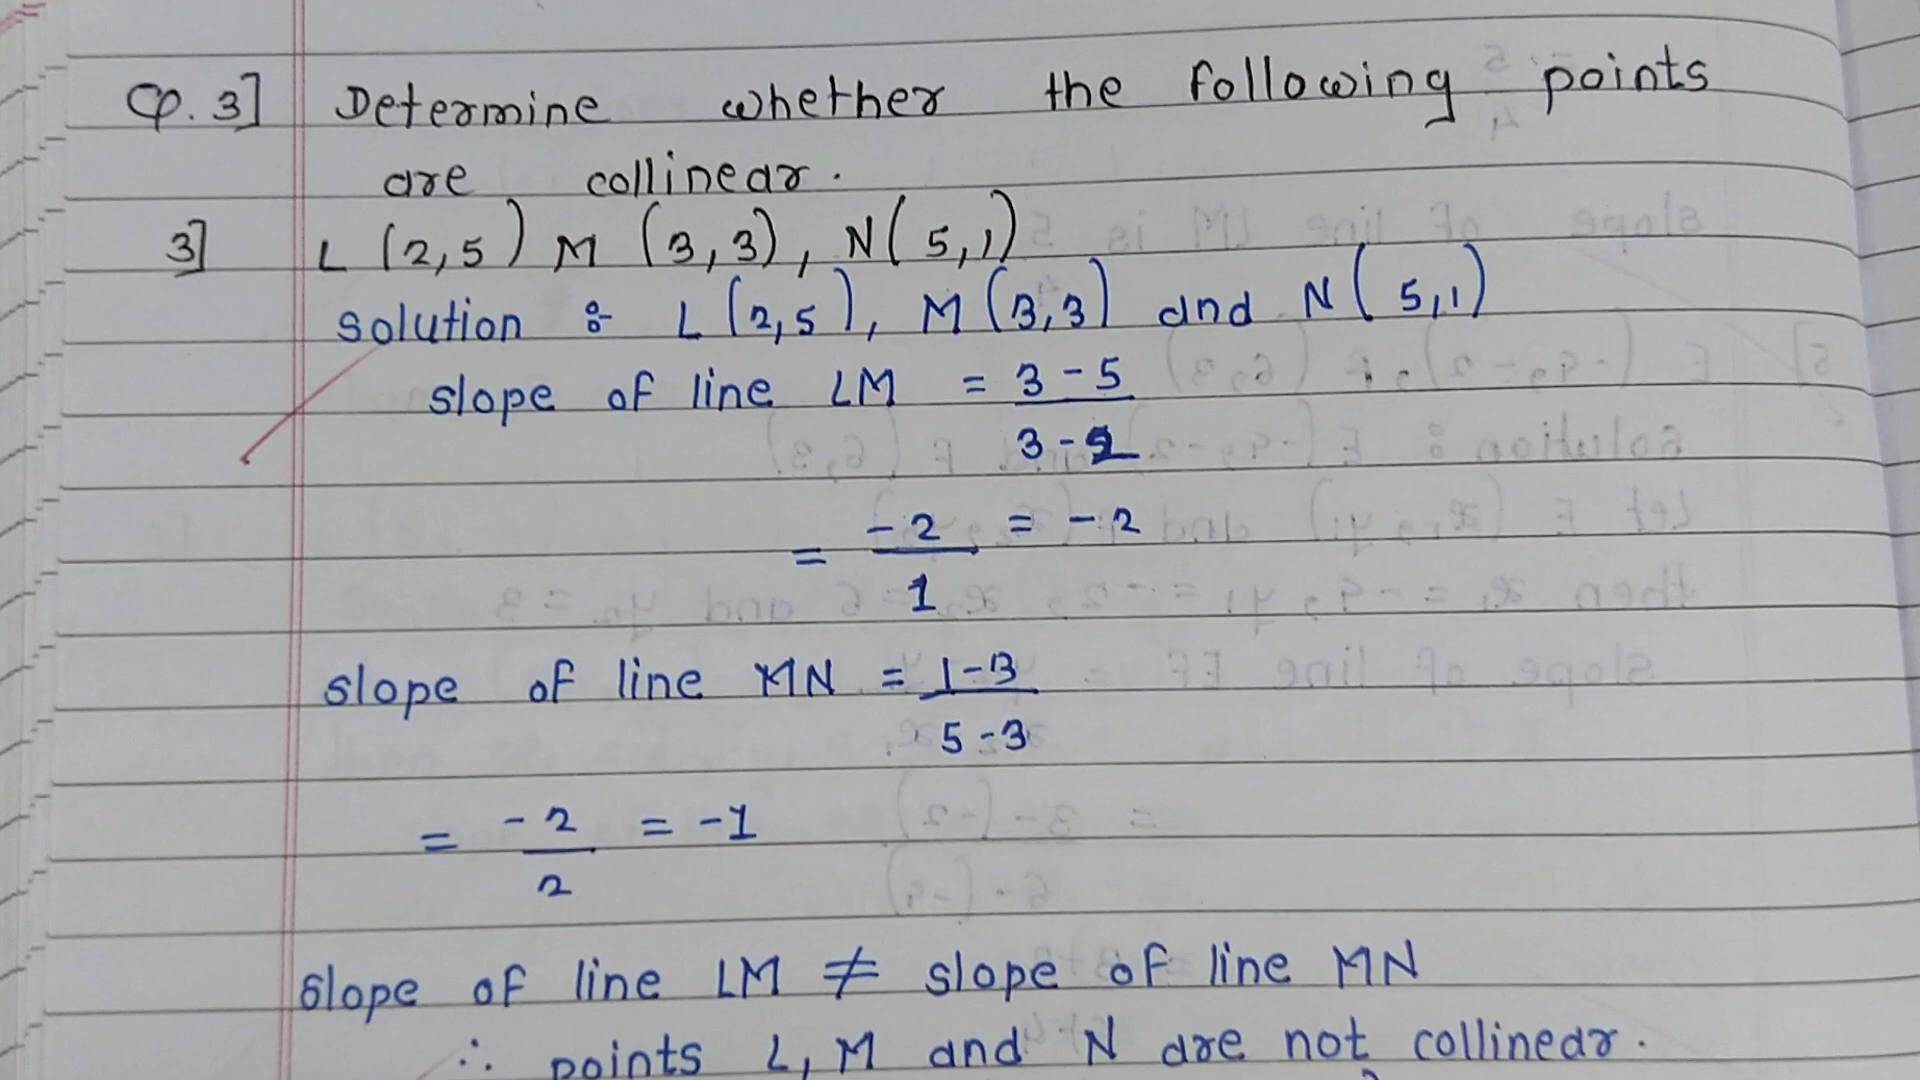 Q.3] Determine whether the following points
are collinear.
3] L (2,5) M (3,3), N(5,1)
solution :- L (2,5), M (3,3) and N (5,1)
slope of line LM = 3-5
3-2
= -2 = -2
1
slope of line MN = 1-3
5-3
= -2 = -1
2
slope of line LM ≠ slope of line MN
∴ points L, M and N are not collinear.